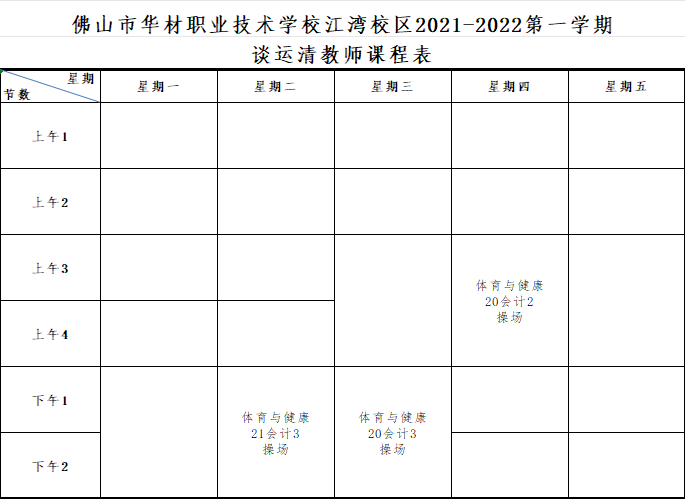 佛山市华材职业技术学校江湾校区2021-2022第一学期
谈运清教师课程表
星期
节数
星期一
星期二
星期三
星期四
星期五
上午1
上午2
上午3
上午4
体育与健康
20会计2
操场
下午1
下午2
体育与健康
21会计3
操场
体育与健康
20会计3
操场